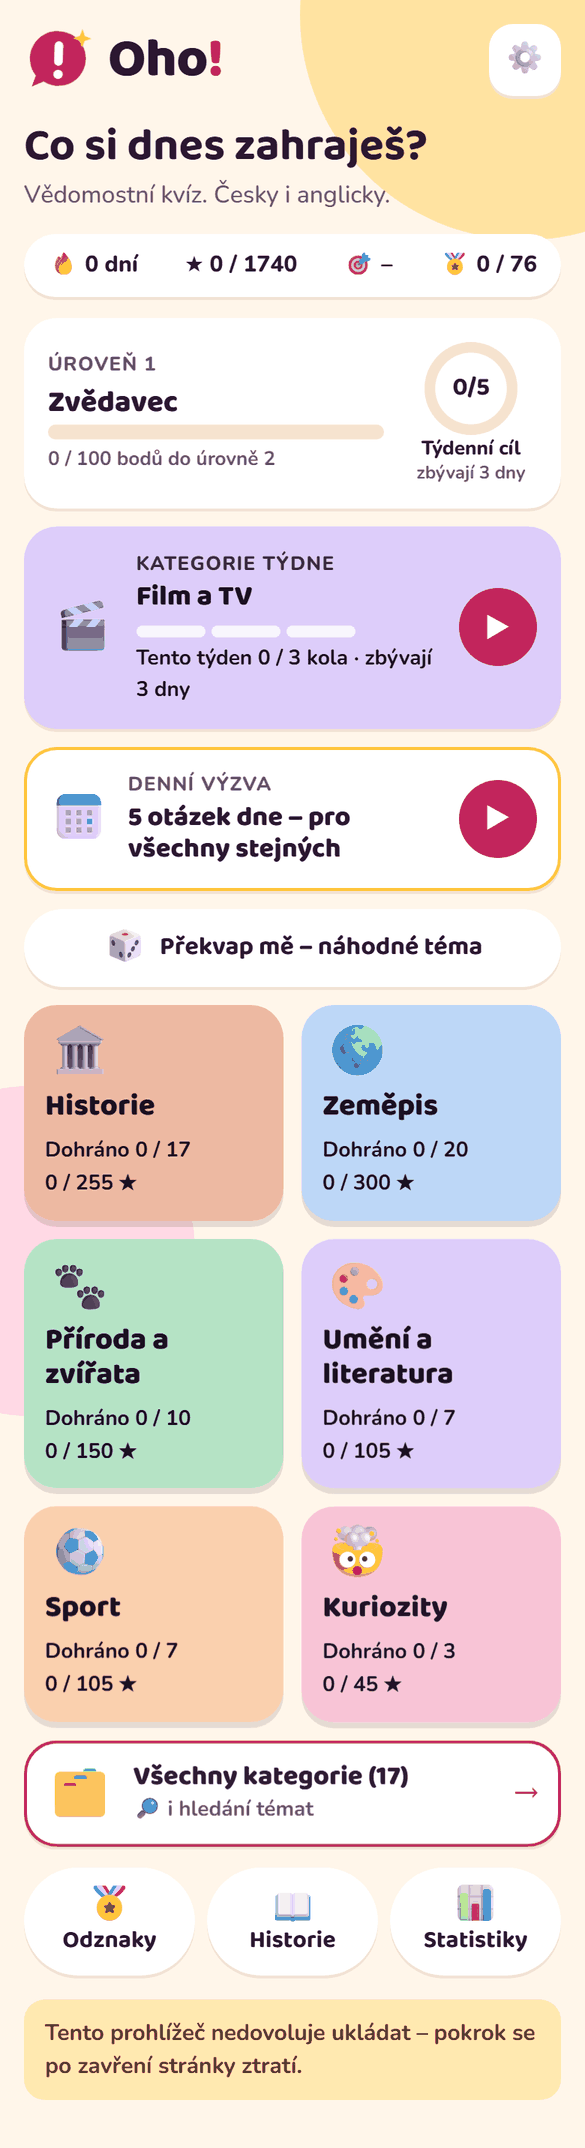 Oho!
Co si dnes zahraješ?
Vědomostní kvíz. Česky i anglicky.
0 dní ★ 0 / 1740 – 0 / 76
ÚROVEŇ 1
Zvědavec
0 / 100 bodů do úrovně 2
0/5
Týdenní cíl
zbývají 3 dny
KATEGORIE TÝDNE
Film a TV
Tento týden 0 / 3 kola · zbývají
3 dny
DENNÍ VÝZVA
5 otázek dne – pro
všechny stejných
Překvap mě – náhodné téma
Historie
Dohráno 0 / 17
0 / 255 ★
Zeměpis
Dohráno 0 / 20
0 / 300 ★
Příroda a
zvířata
Dohráno 0 / 10
0 / 150 ★
Umění a
literatura
Dohráno 0 / 7
0 / 105 ★
Sport
Dohráno 0 / 7
0 / 105 ★
Kuriozity
Dohráno 0 / 3
0 / 45 ★
Všechny kategorie (17)
i hledání témat
→
Odznaky
Historie
Statistiky
Tento prohlížeč nedovoluje ukládat – pokrok se
po zavření stránky ztratí.